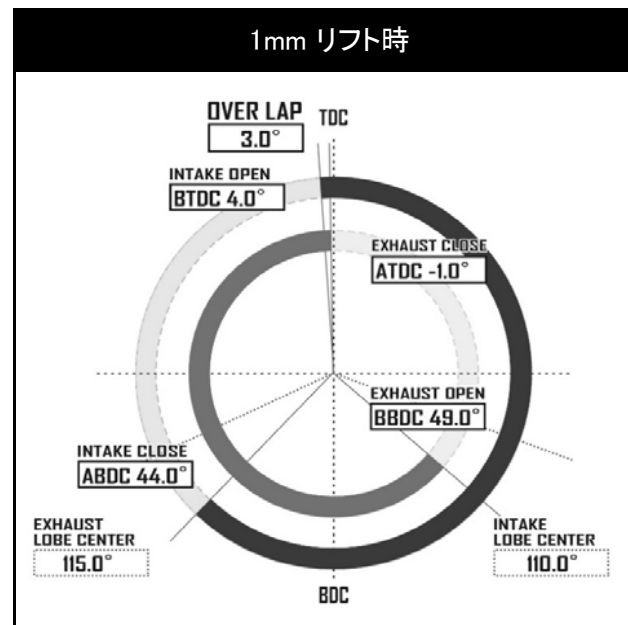 1mm リフト時
OVER LAP
3.0°
TDC
INTAKE OPEN
BTDC 4.0°
EXHAUST CLOSE
ATDC -1.0°
EXHAUST OPEN
BBDC 49.0°
INTAKE CLOSE
ABDC 44.0°
EXHAUST
LOBE CENTER
115.0°
INTAKE
LOBE CENTER
110.0°
BDC